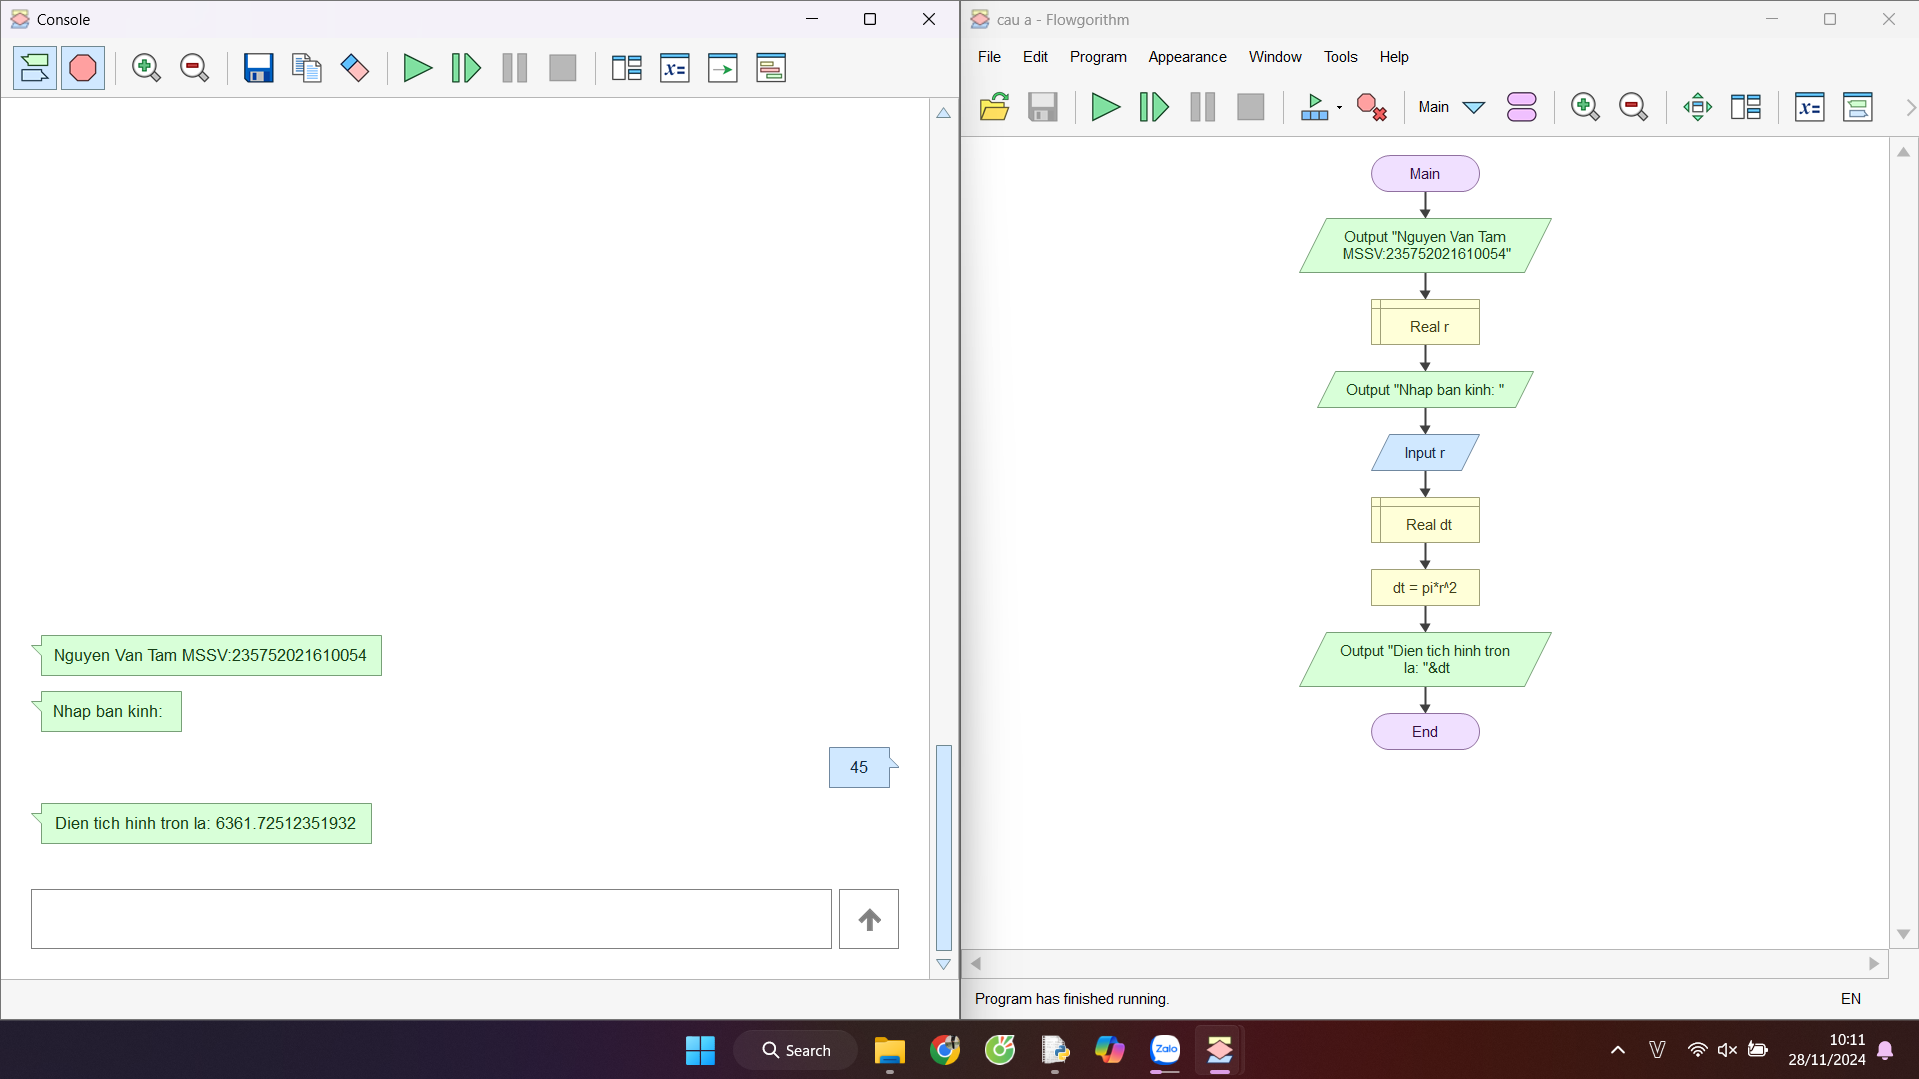 Console
x=
Nguyen Van Tam MSSV:235752021610054
Nhap ban kinh:
45
Dien tich hinh tron la: 6361.72512351932
cau a - Flowgorithm
File Edit Program Appearance Window Tools Help
Main
x=
Main
Output "Nguyen Van Tam
MSSV:235752021610054"
Real r
Output "Nhap ban kinh: "
Input r
Real dt
dt = pi*r^2
Output "Dien tich hinh tron
la: "&dt
End
Program has finished running.
EN
Search
Zalo
V
10:11
28/11/2024